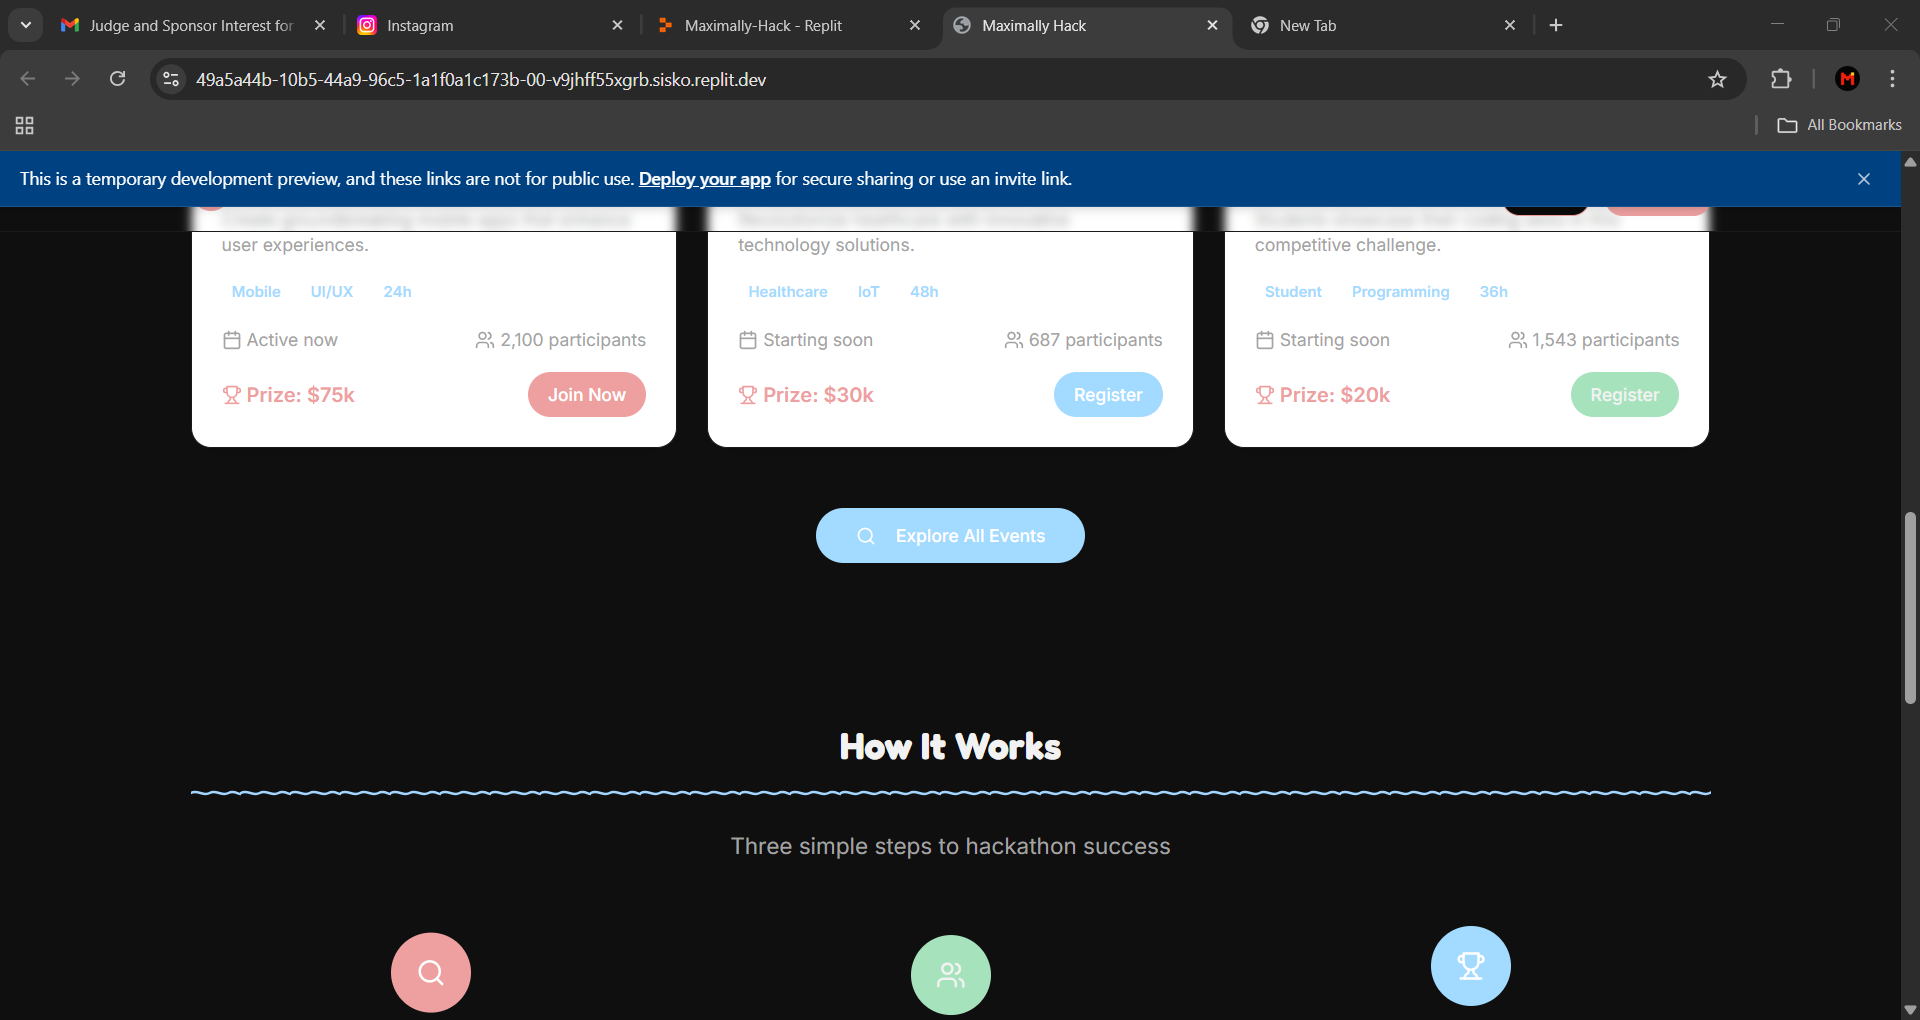 Judge and Sponsor Interest for
Instagram
Maximally-Hack - Replit
Maximally Hack
New Tab
49a5a44b-10b5-44a9-96c5-1a1f0a1c173b-00-v9jhff55xgrb.sisko.replit.dev
M
All Bookmarks
This is a temporary development preview, and these links are not for public use. Deploy your app for secure sharing or use an invite link.
user experiences.
technology solutions.
competitive challenge.
Mobile UI/UX 24h
Healthcare IoT 48h
Student Programming 36h
Active now 2,100 participants
Starting soon 687 participants
Starting soon 1,543 participants
Prize: $75k Join Now
Prize: $30k Register
Prize: $20k Register
Explore All Events
How It Works
Three simple steps to hackathon success